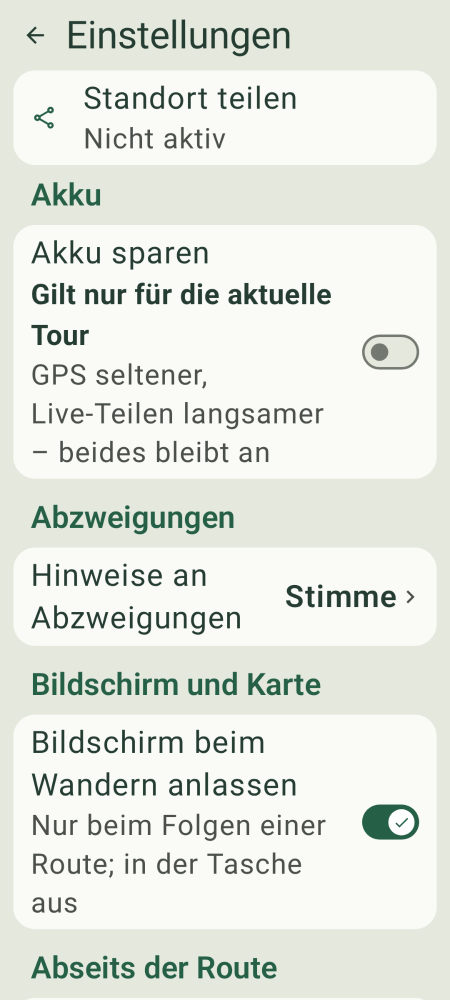 Einstellungen
Standort teilen
Nicht aktiv
Akku
Akku sparen
Gilt nur für die aktuelle
Tour
GPS seltener,
Live-Teilen langsamer
– beides bleibt an
Abzweigungen
Hinweise an
Abzweigungen
Stimme
Bildschirm und Karte
Bildschirm beim
Wandern anlassen
Nur beim Folgen einer
Route; in der Tasche
aus
Abseits der Route